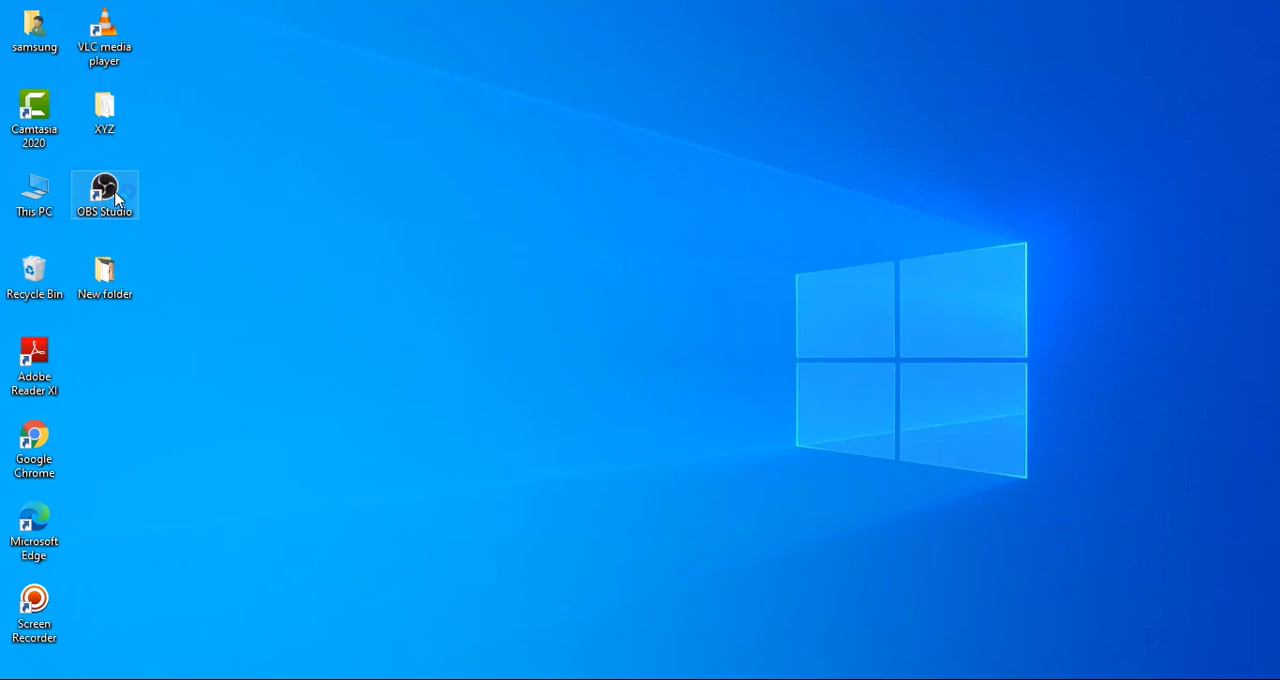 samsung
VLC media
player
Camtasia
2020
XYZ
This PC
OBS Studio
Recycle Bin
New folder
Adobe
Reader XI
Google
Chrome
Microsoft
Edge
Screen
Recorder